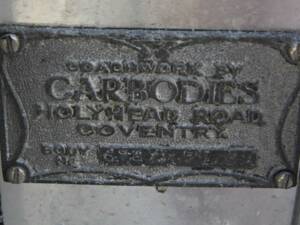 COACHWORK BY
CARBODIES
HOLYHEAD ROAD
COVENTRY
BODY
No.